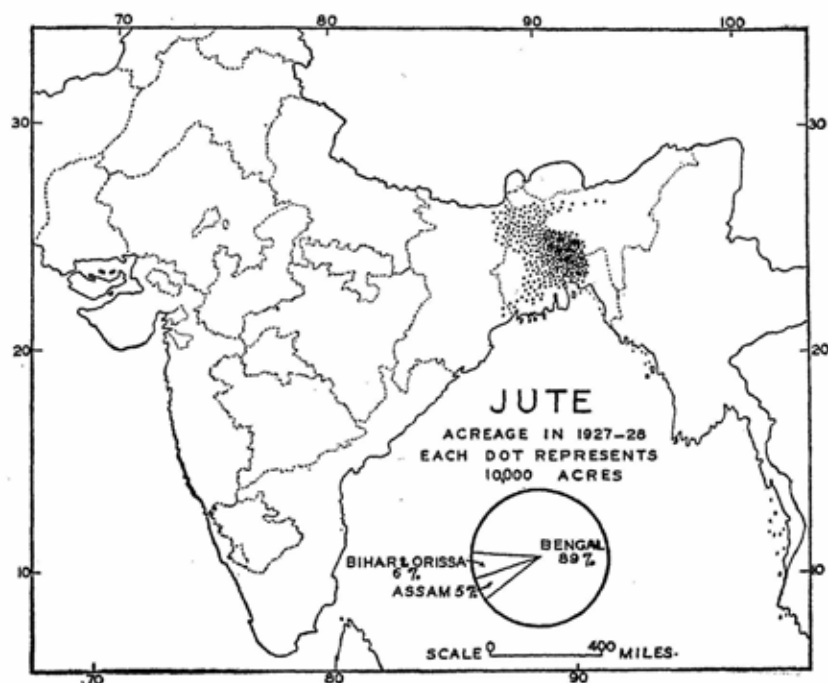 70 80 90 100
30 30
20 20
JUTE
ACREAGE IN 1927-28
EACH DOT REPRESENTS
10,000 ACRES
BENGAL
89%
BIHAR & ORISSA
6%
ASSAM 5%
10 10
SCALE 0 400 MILES.
70 80 90